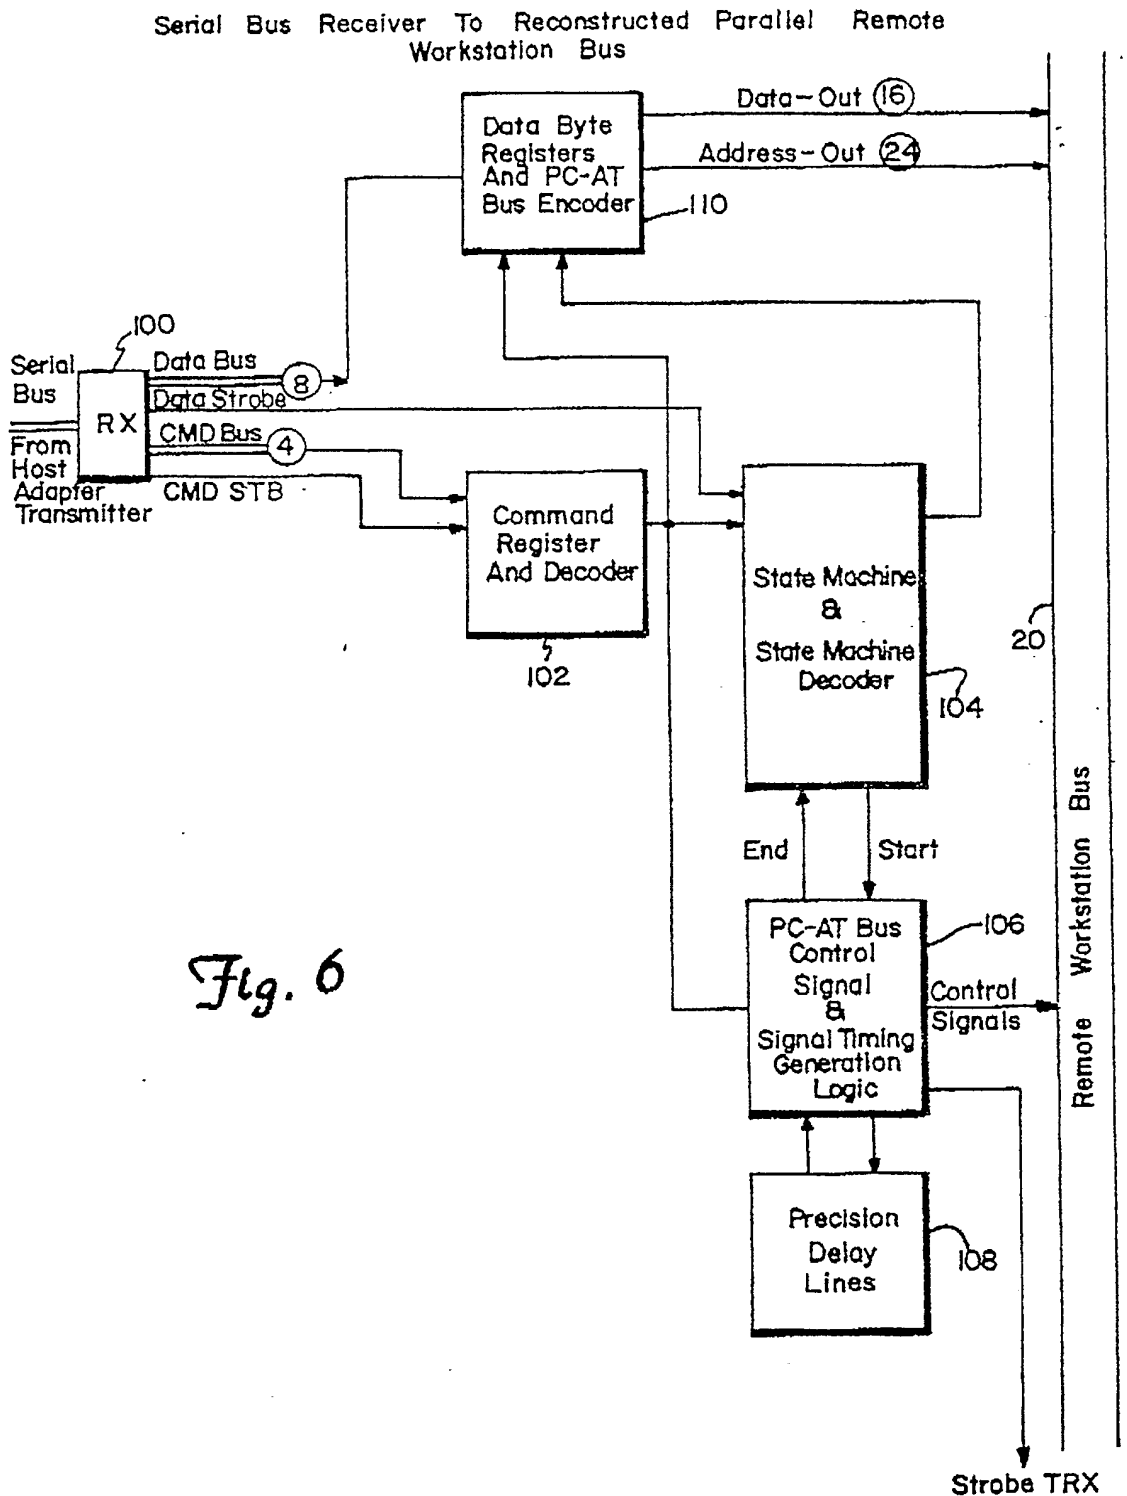 Serial Bus Receiver To Reconstructed Parallel Remote
Workstation Bus
Data-Out 16
Address-Out 24
Data Byte
Registers
And PC-AT
Bus Encoder
110
100
Serial
Bus
RX
Data Bus
8
Data Strobe
CMD Bus
4
CMD STB
From
Host
Adapter
Transmitter
Command
Register
And Decoder
102
State Machine
&
State Machine
Decoder
104
20
End
Start
PC-AT Bus
Control
Signal
&
Signal Timing
Generation
Logic
106
Control
Signals
Remote Workstation Bus
Fig. 6
Precision
Delay
Lines
108
Strobe TRX